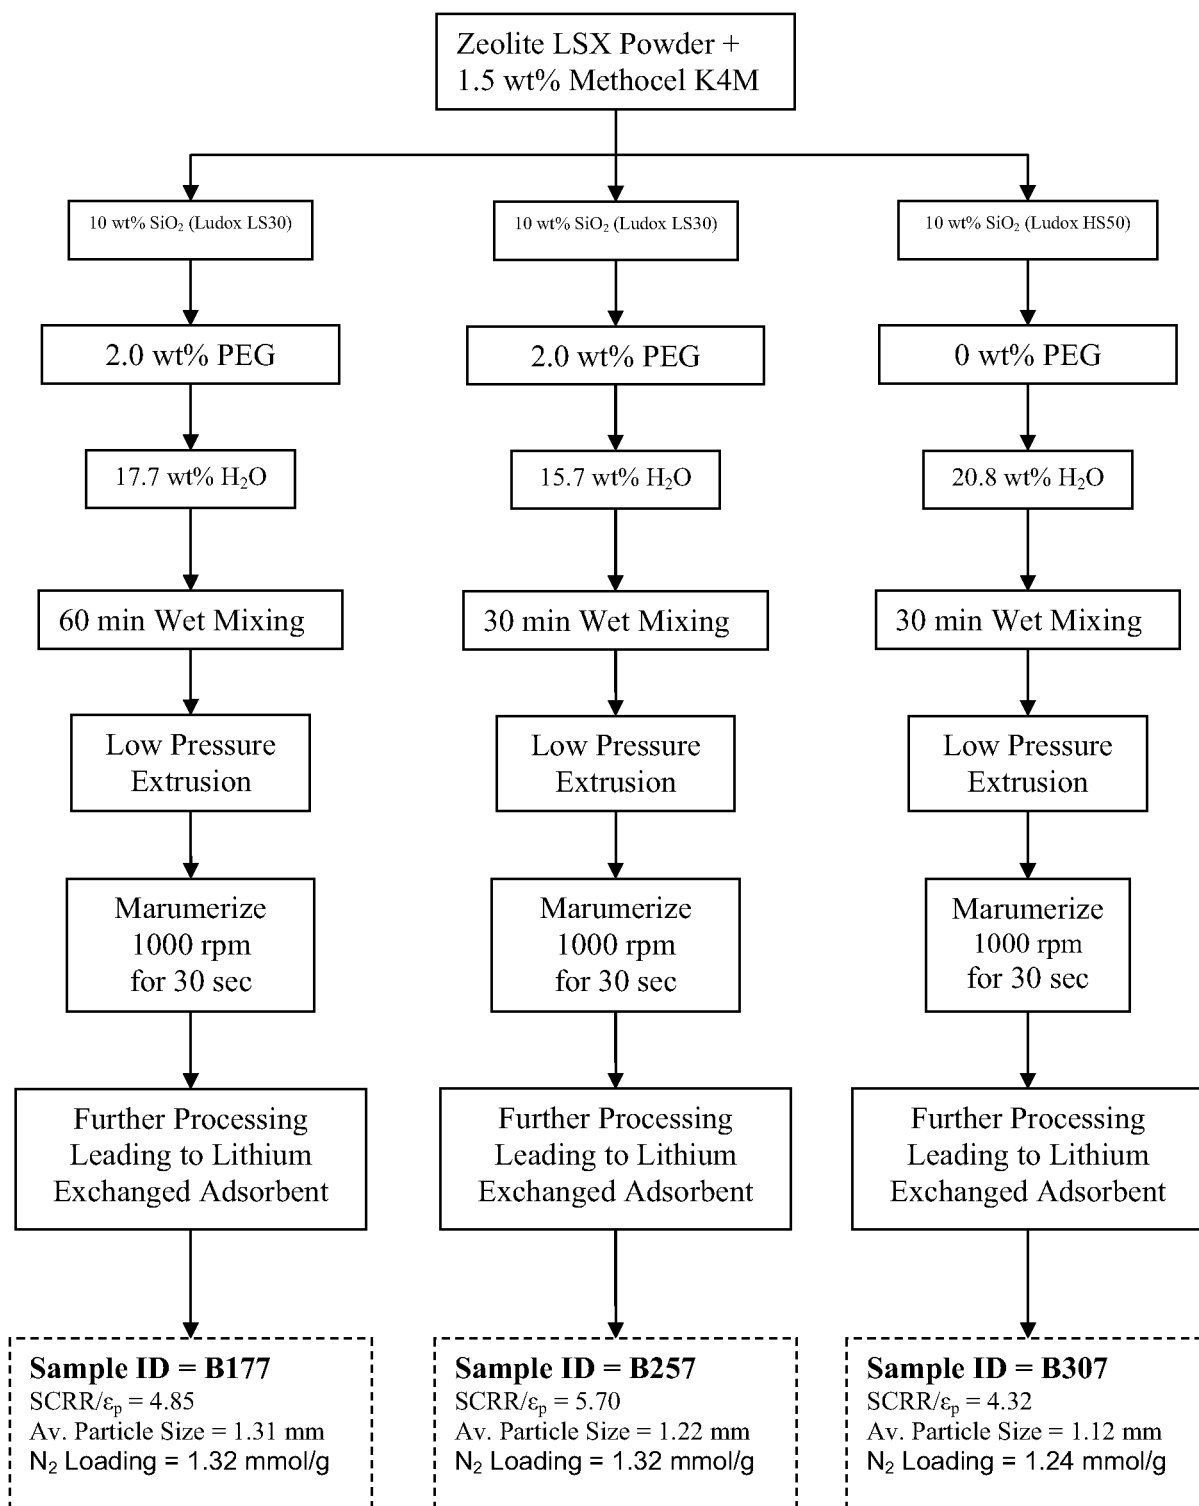 Zeolite LSX Powder +
1.5 wt% Methocel K4M
10 wt% SiO₂ (Ludox LS30)
2.0 wt% PEG
17.7 wt% H₂O
60 min Wet Mixing
Low Pressure
Extrusion
Marumerize
1000 rpm
for 30 sec
Further Processing
Leading to Lithium
Exchanged Adsorbent
Sample ID = B177
SCRR/εₚ = 4.85
Av. Particle Size = 1.31 mm
N₂ Loading = 1.32 mmol/g
10 wt% SiO₂ (Ludox LS30)
2.0 wt% PEG
15.7 wt% H₂O
30 min Wet Mixing
Low Pressure
Extrusion
Marumerize
1000 rpm
for 30 sec
Further Processing
Leading to Lithium
Exchanged Adsorbent
Sample ID = B257
SCRR/εₚ = 5.70
Av. Particle Size = 1.22 mm
N₂ Loading = 1.32 mmol/g
10 wt% SiO₂ (Ludox HS50)
0 wt% PEG
20.8 wt% H₂O
30 min Wet Mixing
Low Pressure
Extrusion
Marumerize
1000 rpm
for 30 sec
Further Processing
Leading to Lithium
Exchanged Adsorbent
Sample ID = B307
SCRR/εₚ = 4.32
Av. Particle Size = 1.12 mm
N₂ Loading = 1.24 mmol/g